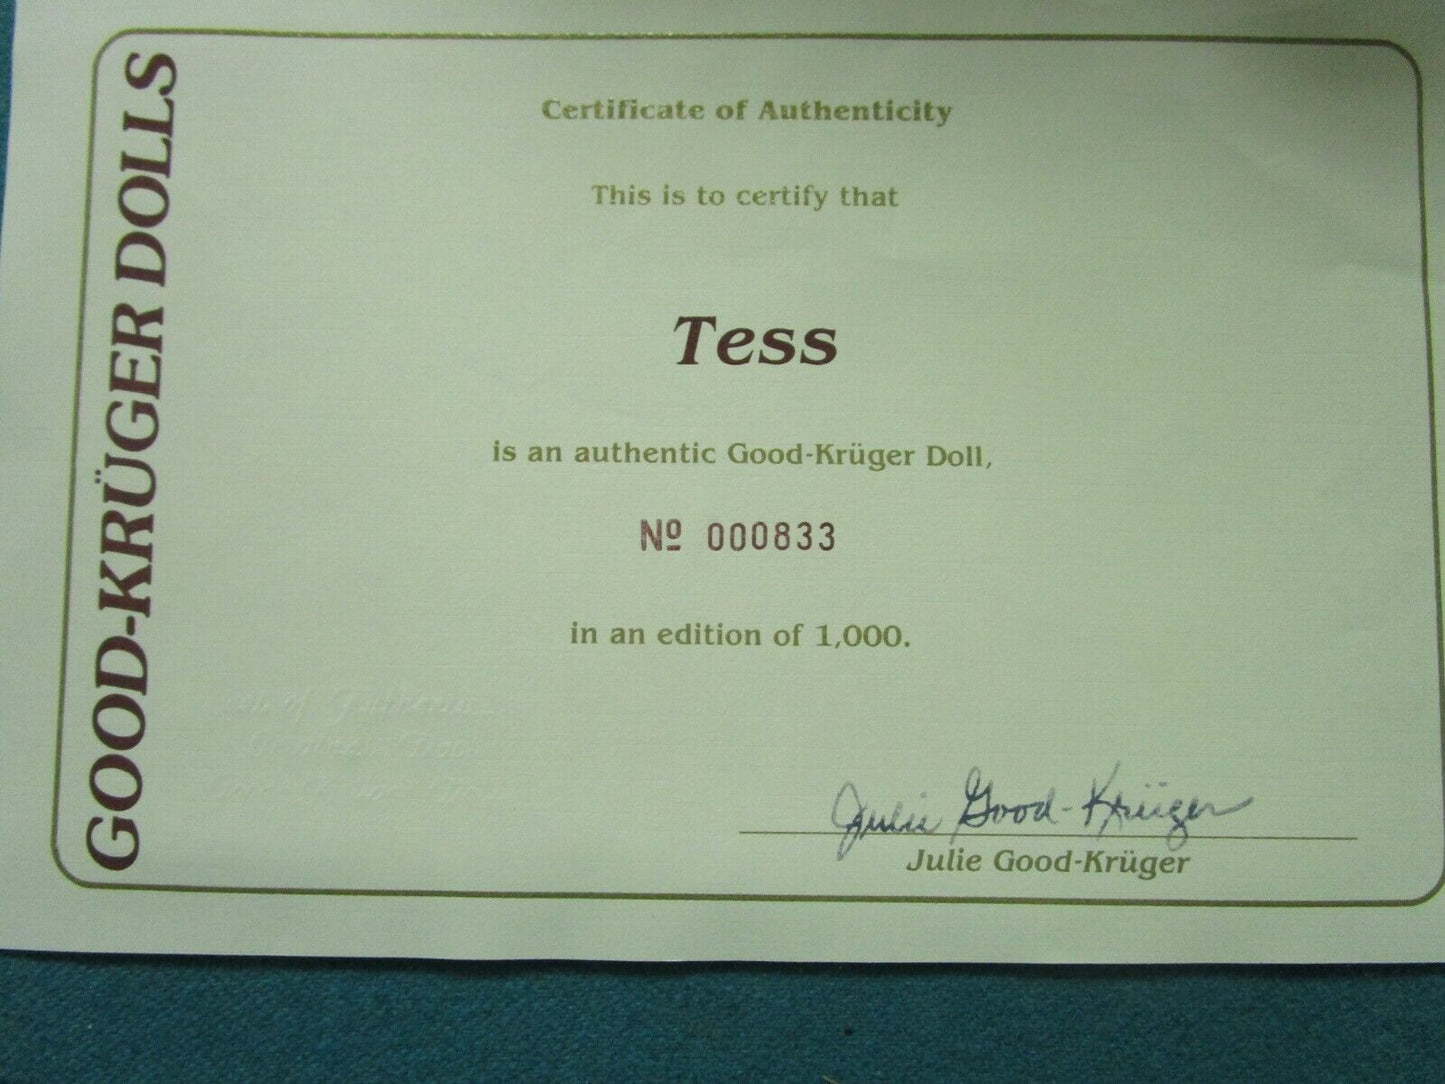 GOOD-KRÜGER DOLLS
Certificate of Authenticity
This is to certify that
Tess
is an authentic Good-Krüger Doll,
Nº 000833
in an edition of 1,000.
Julie Good-Krüger
Julie Good-Krüger